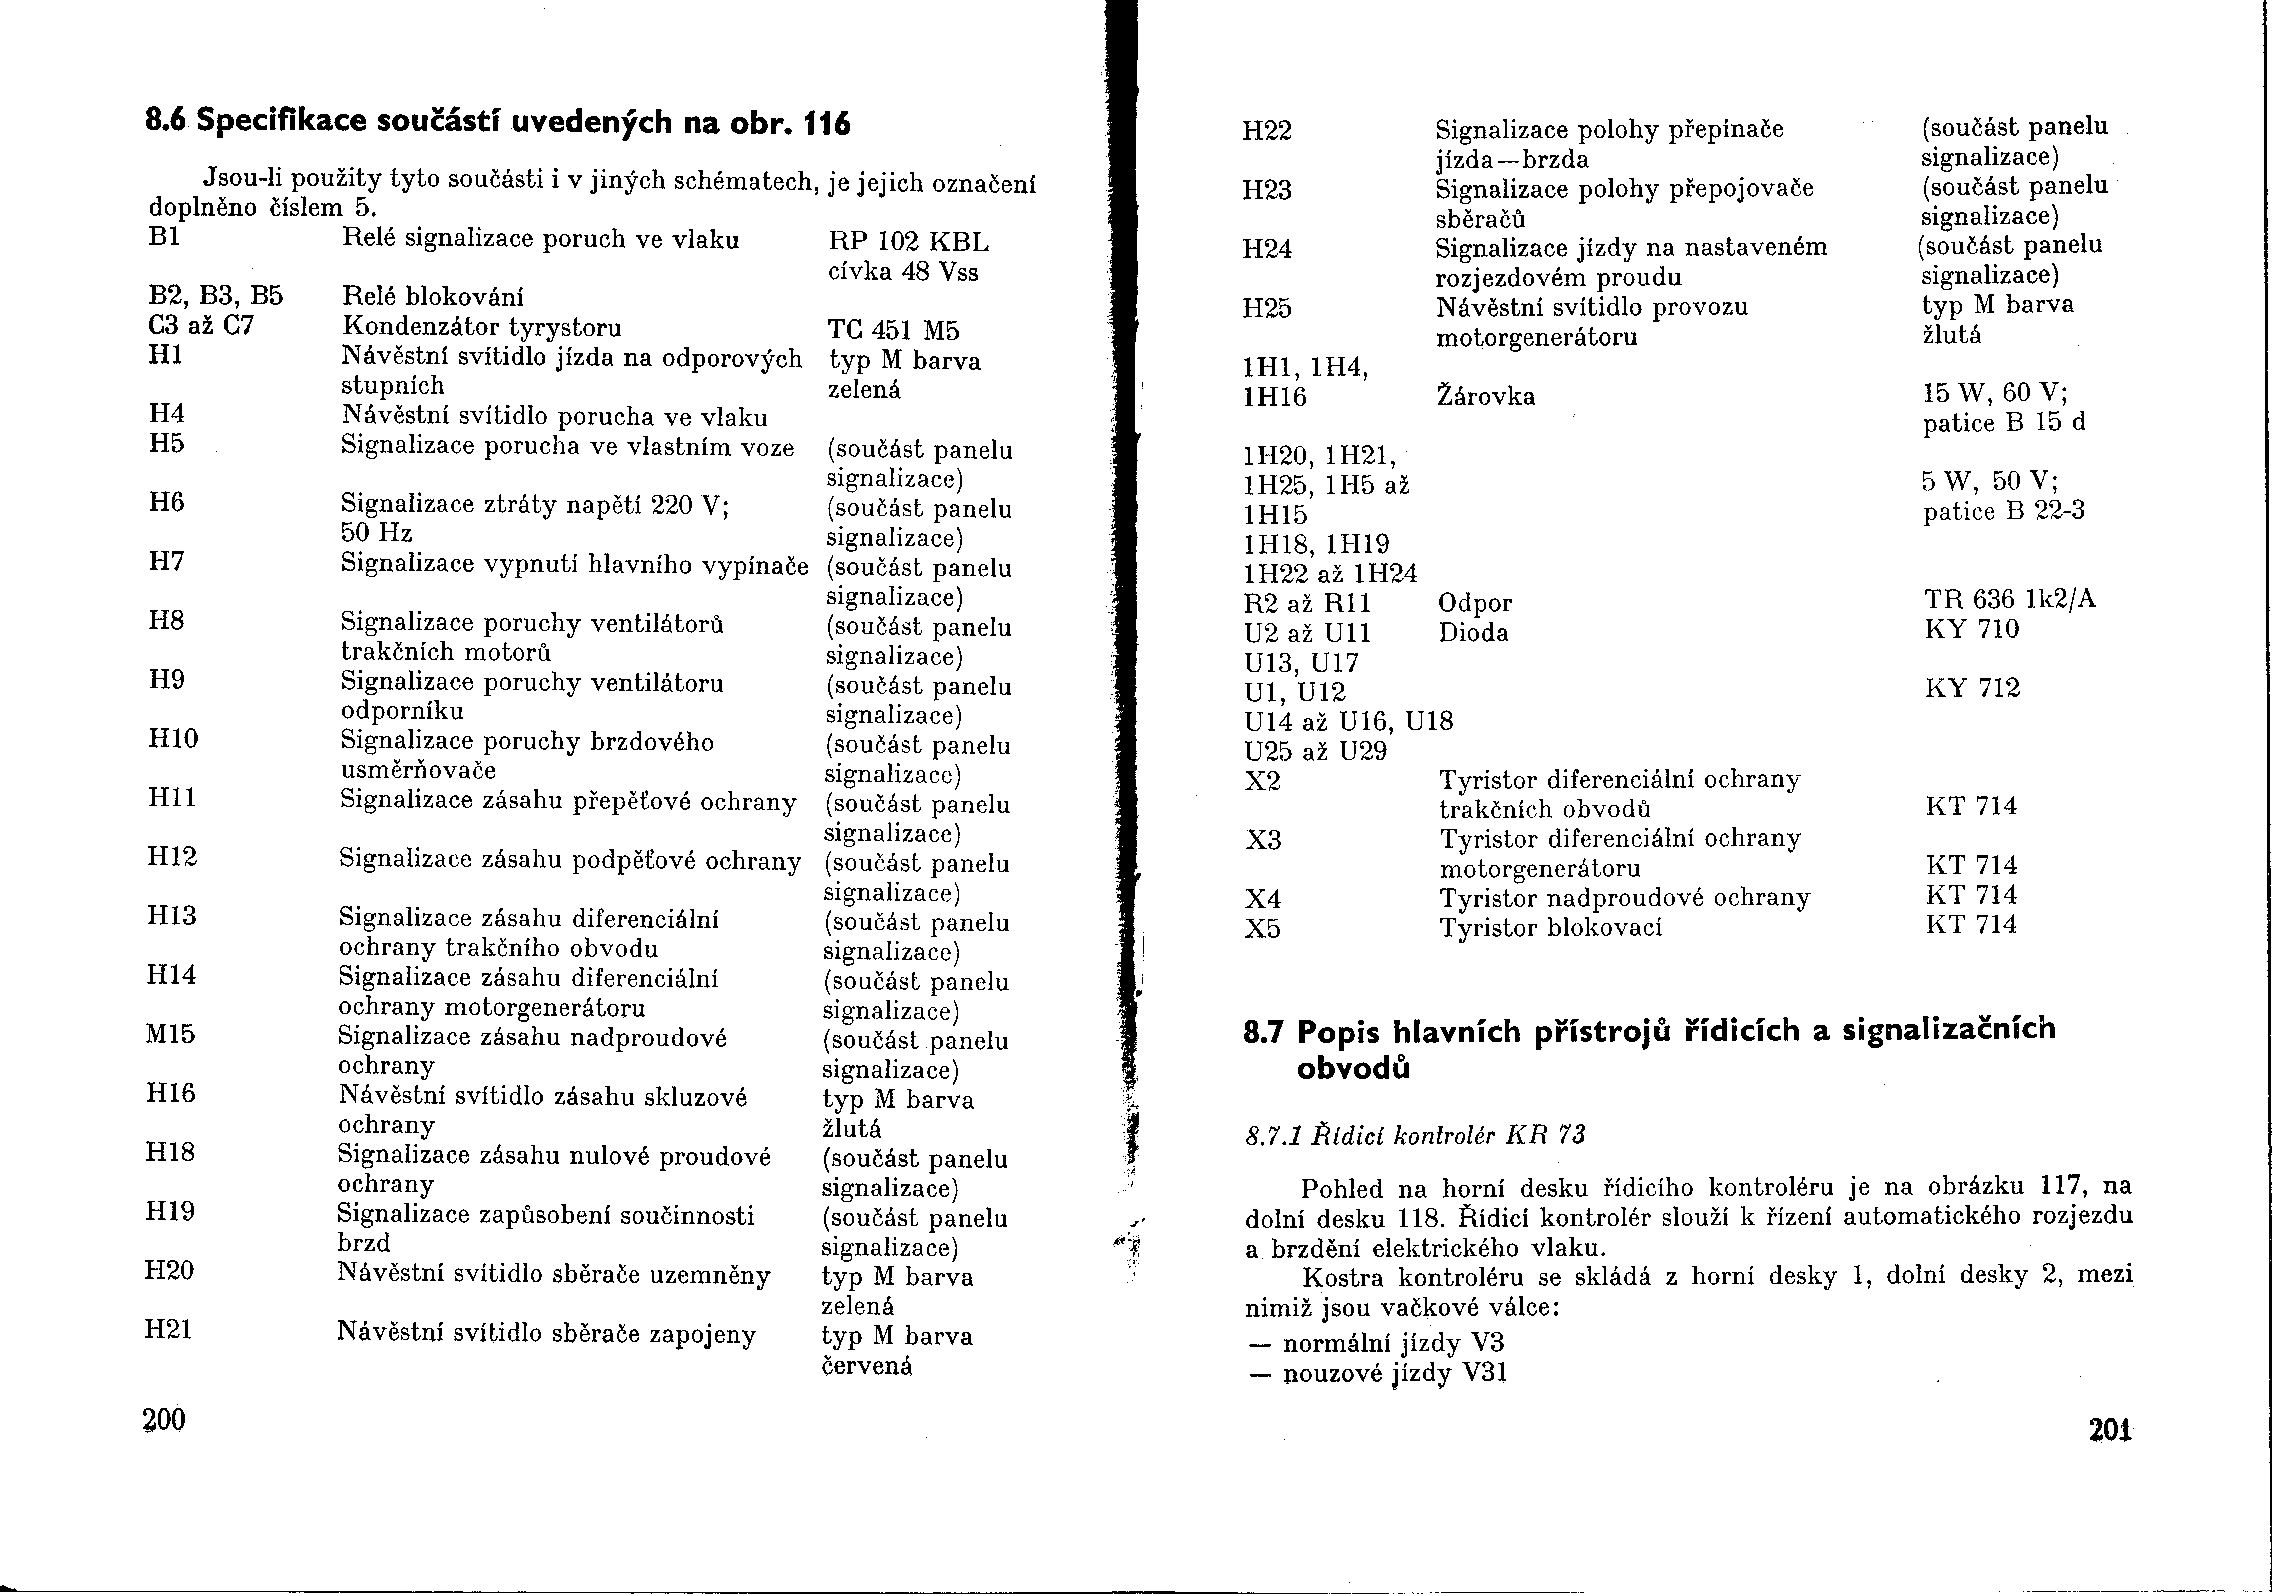 8.6 Specifikace součástí uvedených na obr. 116
Jsou-li použity tyto součásti i v jiných schématech, je jejich označení
doplněno číslem 5.
B1 Relé signalizace poruch ve vlaku RP 102 KBL
cívka 48 Vss
B2, B3, B5 Relé blokování
C3 až C7 Kondenzátor tyrystoru TC 451 M5
H1 Návěstní svítidlo jízda na odporových typ M barva
stupních zelená
H4 Návěstní svítidlo porucha ve vlaku
H5 Signalizace porucha ve vlastním voze (součást panelu
signalizace)
H6 Signalizace ztráty napětí 220 V; (součást panelu
50 Hz signalizace)
H7 Signalizace vypnutí hlavního vypínače (součást panelu
signalizace)
H8 Signalizace poruchy ventilátorů (součást panelu
trakčních motorů signalizace)
H9 Signalizace poruchy ventilátoru (součást panelu
odporníku signalizace)
H10 Signalizace poruchy brzdového (součást panelu
usměrňovače signalizace)
H11 Signalizace zásahu přepěťové ochrany (součást panelu
signalizace)
H12 Signalizace zásahu podpěťové ochrany (součást panelu
signalizace)
H13 Signalizace zásahu diferenciální (součást panelu
ochrany trakčního obvodu signalizace)
H14 Signalizace zásahu diferenciální (součást panelu
ochrany motorgenerátoru signalizace)
M15 Signalizace zásahu nadproudové (součást panelu
ochrany signalizace)
H16 Návěstní svítidlo zásahu skluzové typ M barva
ochrany žlutá
H18 Signalizace zásahu nulové proudové (součást panelu
ochrany signalizace)
H19 Signalizace zapůsobení součinnosti (součást panelu
brzd signalizace)
H20 Návěstní svítidlo sběrače uzemněny typ M barva
zelená
H21 Návěstní svítidlo sběrače zapojeny typ M barva
červená
200
H22 Signalizace polohy přepínače (součást panelu
jízda—brzda signalizace)
H23 Signalizace polohy přepojovače (součást panelu
sběračů signalizace)
H24 Signalizace jízdy na nastaveném (součást panelu
rozjezdovém proudu signalizace)
H25 Návěstní svítidlo provozu typ M barva
motorgenerátoru žlutá
1H1, 1H4,
1H16 Žárovka 15 W, 60 V;
patice B 15 d
1H20, 1H21,
1H25, 1H5 až 5 W, 50 V;
1H15 patice B 22-3
1H18, 1H19
1H22 až 1H24
R2 až R11 Odpor TR 636 1k2/A
U2 až U11 Dioda KY 710
U13, U17
U1, U12 KY 712
U14 až U16, U18
U25 až U29
X2 Tyristor diferenciální ochrany
trakčních obvodů KT 714
X3 Tyristor diferenciální ochrany
motorgenerátoru KT 714
X4 Tyristor nadproudové ochrany KT 714
X5 Tyristor blokovací KT 714
8.7 Popis hlavních přístrojů řídicích a signalizačních
obvodů
8.7.1 Řídicí kontrolér KR 73
Pohled na horní desku řídicího kontroléru je na obrázku 117, na
dolní desku 118. Řídicí kontrolér slouží k řízení automatického rozjezdu
a brzdění elektrického vlaku.
Kostra kontroléru se skládá z horní desky 1, dolní desky 2, mezi
nimiž jsou vačkové válce:
— normální jízdy V3
— nouzové jízdy V31
201